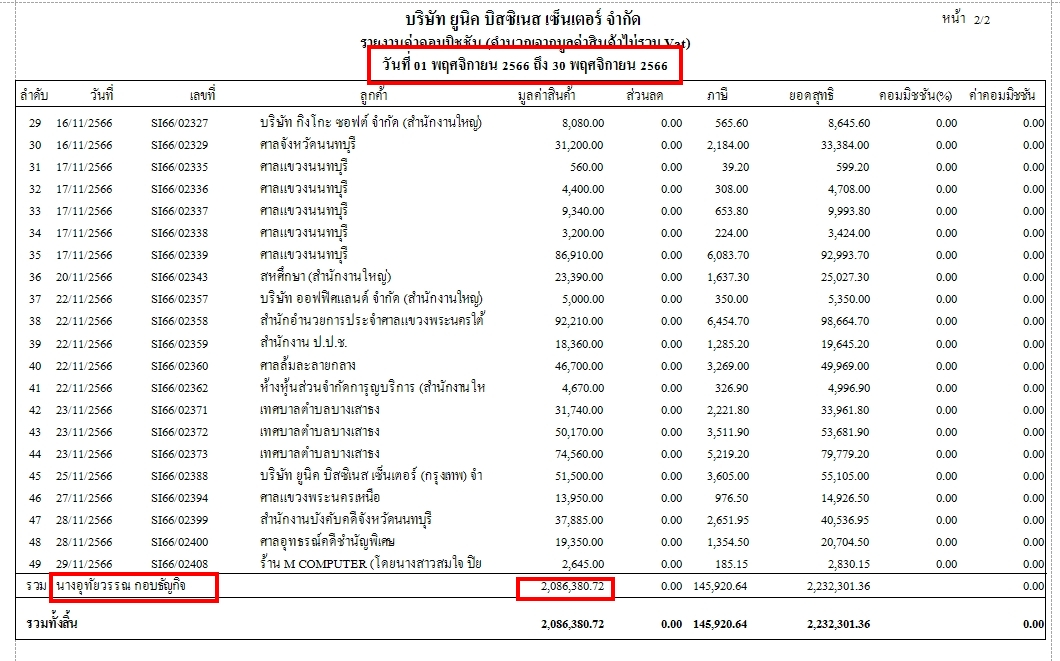 บริษัท ยูนิค บิสซิเนส เซ็นเตอร์ จำกัด
หน้า 2/2
รายงานค่าคอมมิชชัน (คำนวณจากมูลค่าสินค้าไม่รวม Vat)
วันที่ 01 พฤศจิกายน 2566 ถึง 30 พฤศจิกายน 2566
ลำดับ วันที่ เลขที่ ลูกค้า มูลค่าสินค้า ส่วนลด ภาษี ยอดสุทธิ คอมมิชชัน(%) ค่าคอมมิชชัน
29 16/11/2566 SI66/02327 บริษัท กิงโกะ ซอฟต์ จำกัด (สำนักงานใหญ่) 8,080.00 0.00 565.60 8,645.60 0.00 0.00
30 16/11/2566 SI66/02329 ศาลจังหวัดนนทบุรี 31,200.00 0.00 2,184.00 33,384.00 0.00 0.00
31 17/11/2566 SI66/02335 ศาลแขวงนนทบุรี 560.00 0.00 39.20 599.20 0.00 0.00
32 17/11/2566 SI66/02336 ศาลแขวงนนทบุรี 4,400.00 0.00 308.00 4,708.00 0.00 0.00
33 17/11/2566 SI66/02337 ศาลแขวงนนทบุรี 9,340.00 0.00 653.80 9,993.80 0.00 0.00
34 17/11/2566 SI66/02338 ศาลแขวงนนทบุรี 3,200.00 0.00 224.00 3,424.00 0.00 0.00
35 17/11/2566 SI66/02339 ศาลแขวงนนทบุรี 86,910.00 0.00 6,083.70 92,993.70 0.00 0.00
36 20/11/2566 SI66/02343 สหศึกษา (สำนักงานใหญ่) 23,390.00 0.00 1,637.30 25,027.30 0.00 0.00
37 22/11/2566 SI66/02357 บริษัท ออฟฟิศแลนด์ จำกัด (สำนักงานใหญ่) 5,000.00 0.00 350.00 5,350.00 0.00 0.00
38 22/11/2566 SI66/02358 สำนักอำนวยการประจำศาลแขวงพระนครใต้ 92,210.00 0.00 6,454.70 98,664.70 0.00 0.00
39 22/11/2566 SI66/02359 สำนักงาน ป.ป.ช. 18,360.00 0.00 1,285.20 19,645.20 0.00 0.00
40 22/11/2566 SI66/02360 ศาลล้มละลายกลาง 46,700.00 0.00 3,269.00 49,969.00 0.00 0.00
41 22/11/2566 SI66/02362 ห้างหุ้นส่วนจำกัดการุญบริการ (สำนักงานให 4,670.00 0.00 326.90 4,996.90 0.00 0.00
42 23/11/2566 SI66/02371 เทศบาลตำบลบางเสาธง 31,740.00 0.00 2,221.80 33,961.80 0.00 0.00
43 23/11/2566 SI66/02372 เทศบาลตำบลบางเสาธง 50,170.00 0.00 3,511.90 53,681.90 0.00 0.00
44 23/11/2566 SI66/02373 เทศบาลตำบลบางเสาธง 74,560.00 0.00 5,219.20 79,779.20 0.00 0.00
45 25/11/2566 SI66/02388 บริษัท ยูนิค บิสซิเนส เซ็นเตอร์ (กรุงเทพ) จำ 51,500.00 0.00 3,605.00 55,105.00 0.00 0.00
46 27/11/2566 SI66/02394 ศาลแขวงพระนครเหนือ 13,950.00 0.00 976.50 14,926.50 0.00 0.00
47 28/11/2566 SI66/02399 สำนักงานบังคับคดีจังหวัดนนทบุรี 37,885.00 0.00 2,651.95 40,536.95 0.00 0.00
48 28/11/2566 SI66/02400 ศาลอุทธรณ์คดีชำนัญพิเศษ 19,350.00 0.00 1,354.50 20,704.50 0.00 0.00
49 29/11/2566 SI66/02408 ร้าน M COMPUTER (โดยนางสาวสมใจ ปิย 2,645.00 0.00 185.15 2,830.15 0.00 0.00
รวม นางอุทัยวรรณ กอบธัญกิจ 2,086,380.72 0.00 145,920.64 2,232,301.36 0.00
รวมทั้งสิ้น 2,086,380.72 0.00 145,920.64 2,232,301.36 0.00